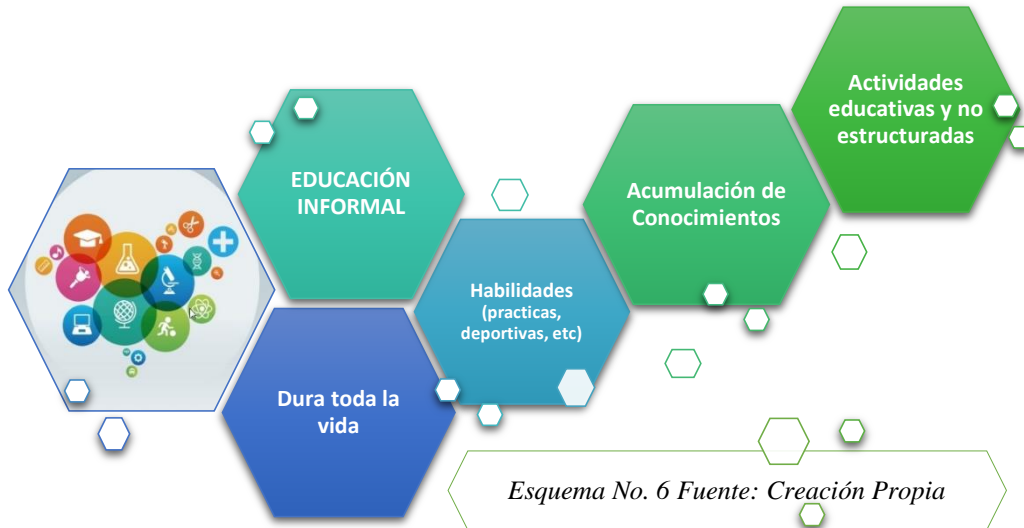 EDUCACIÓN
INFORMAL
Dura toda la
vida
Habilidades
(practicas,
deportivas, etc)
Acumulación de
Conocimientos
Actividades
educativas y no
estructuradas
Esquema No. 6 Fuente: Creación Propia